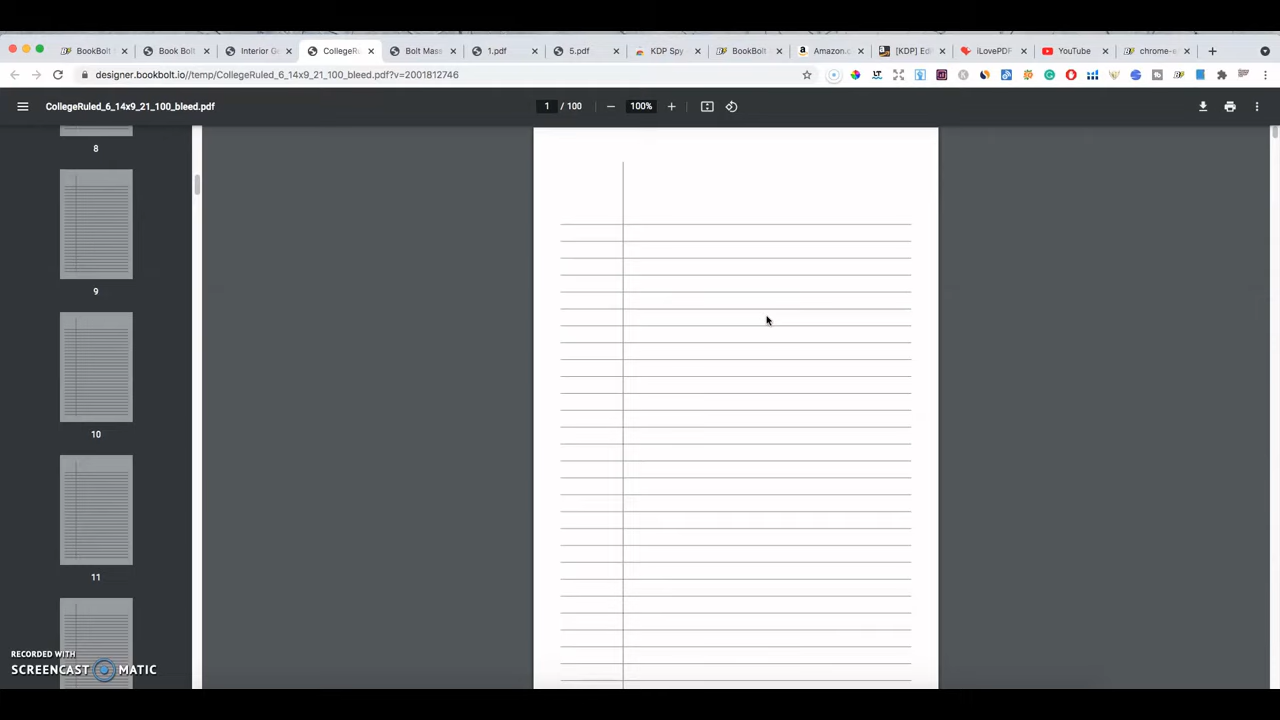 BookBolt S
Book Bolt
Interior G
CollegeR
Bolt Mass
1.pdf
5.pdf
KDP Spy
BookBolt
Amazon.c
[KDP] Edi
iLovePDF
YouTube
chrome-e
designer.bookbolt.io//temp/CollegeRuled_6_14x9_21_100_bleed.pdf?v=2001812746
CollegeRuled_6_14x9_21_100_bleed.pdf
1 / 100
100%
8
9
10
11
RECORDED WITH
SCREENCAST MATIC